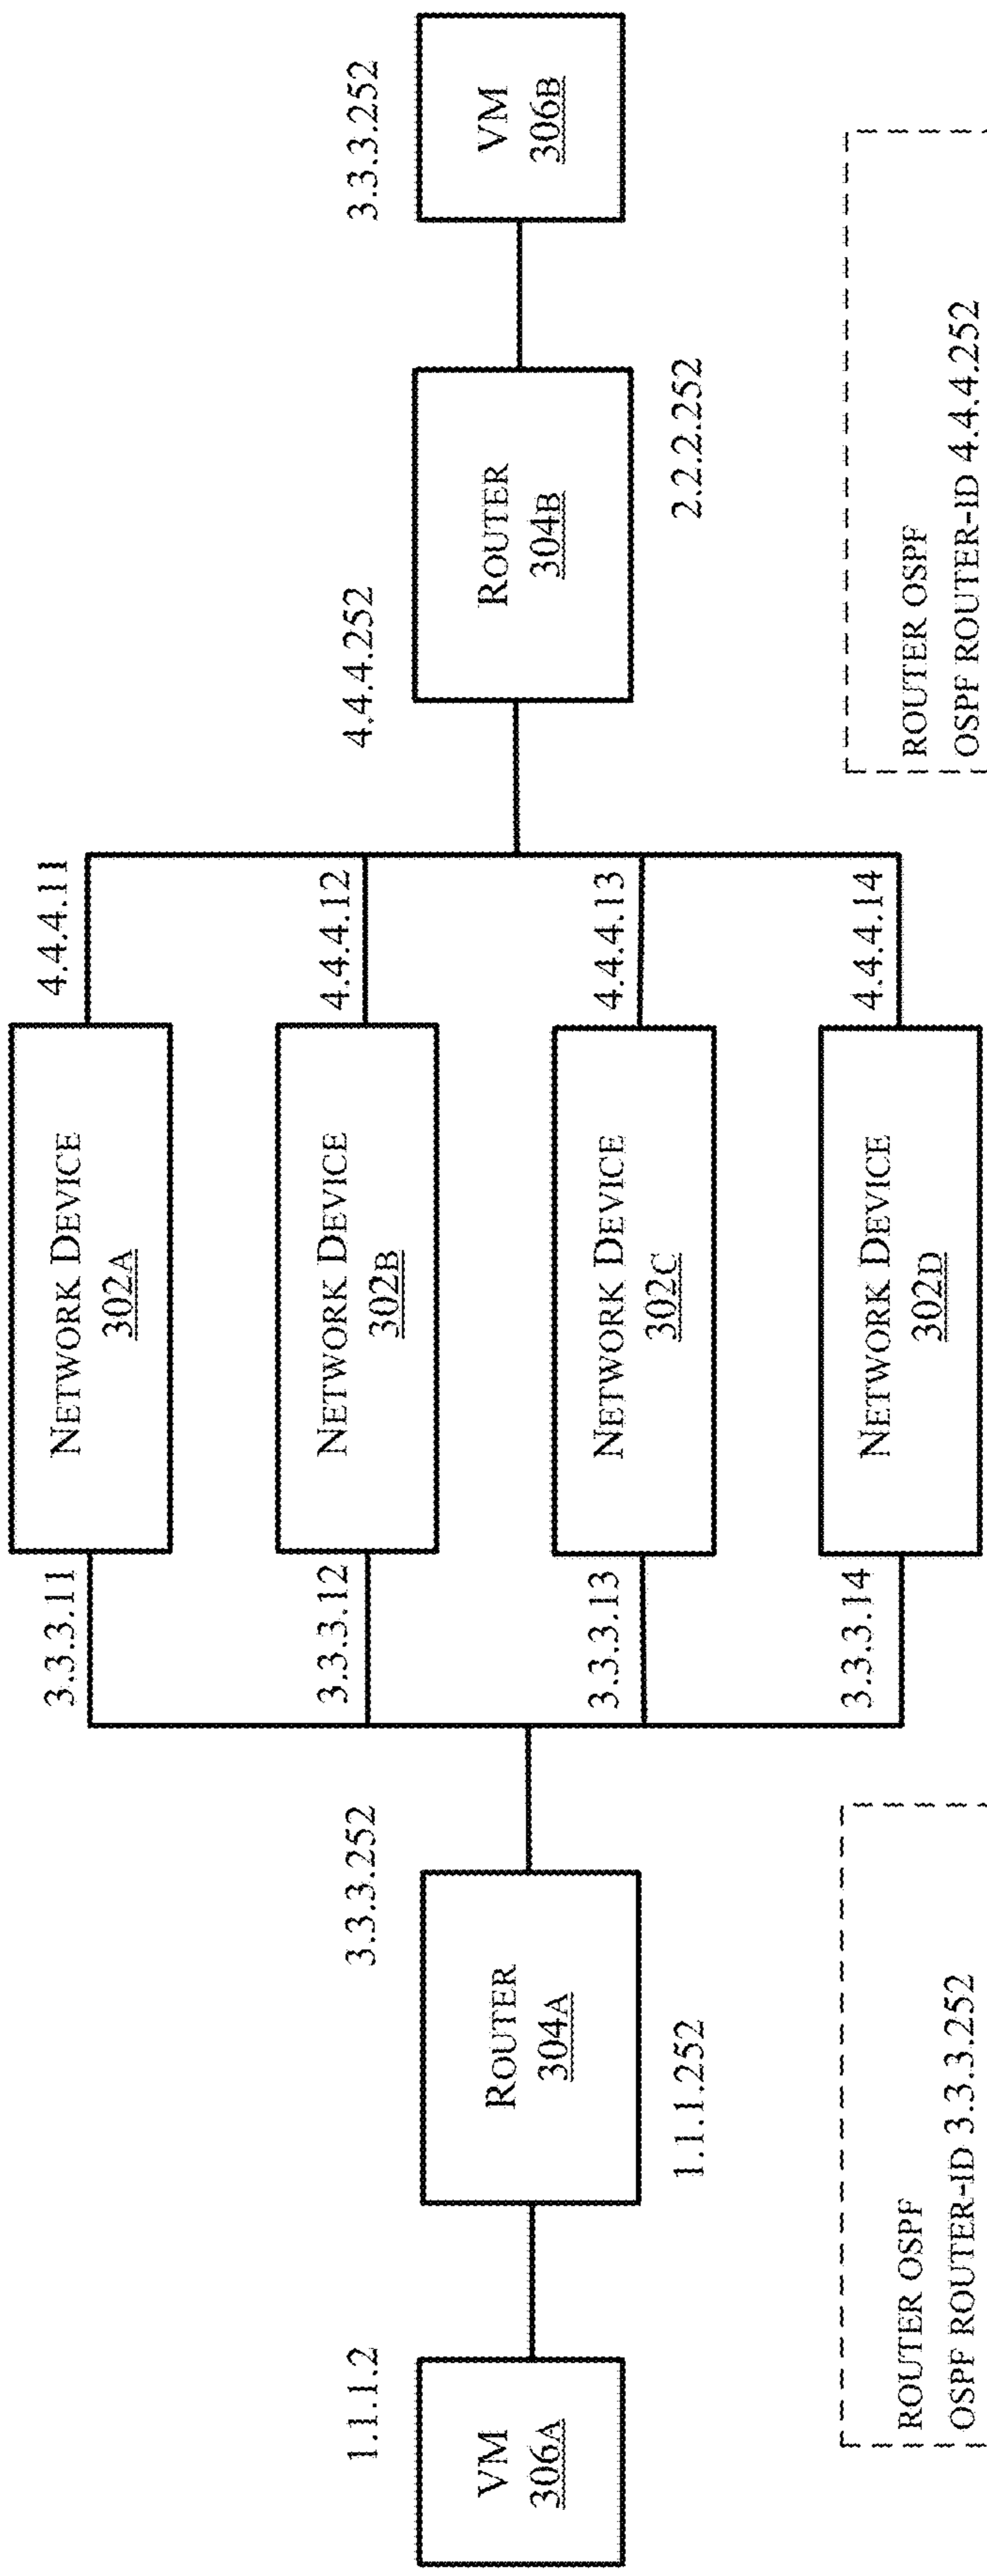 3.3.3.11
NETWORK DEVICE
302A
4.4.4.11
3.3.3.12
NETWORK DEVICE
302B
4.4.4.12
3.3.3.13
NETWORK DEVICE
302C
4.4.4.13
3.3.3.14
NETWORK DEVICE
302D
4.4.4.14
1.1.1.2
VM
306A
3.3.3.252
ROUTER
304A
1.1.1.252
4.4.4.252
ROUTER
304B
2.2.2.252
3.3.3.252
VM
306B
ROUTER OSPF
OSPF ROUTER-ID 3.3.3.252
ROUTER OSPF
OSPF ROUTER-ID 4.4.4.252